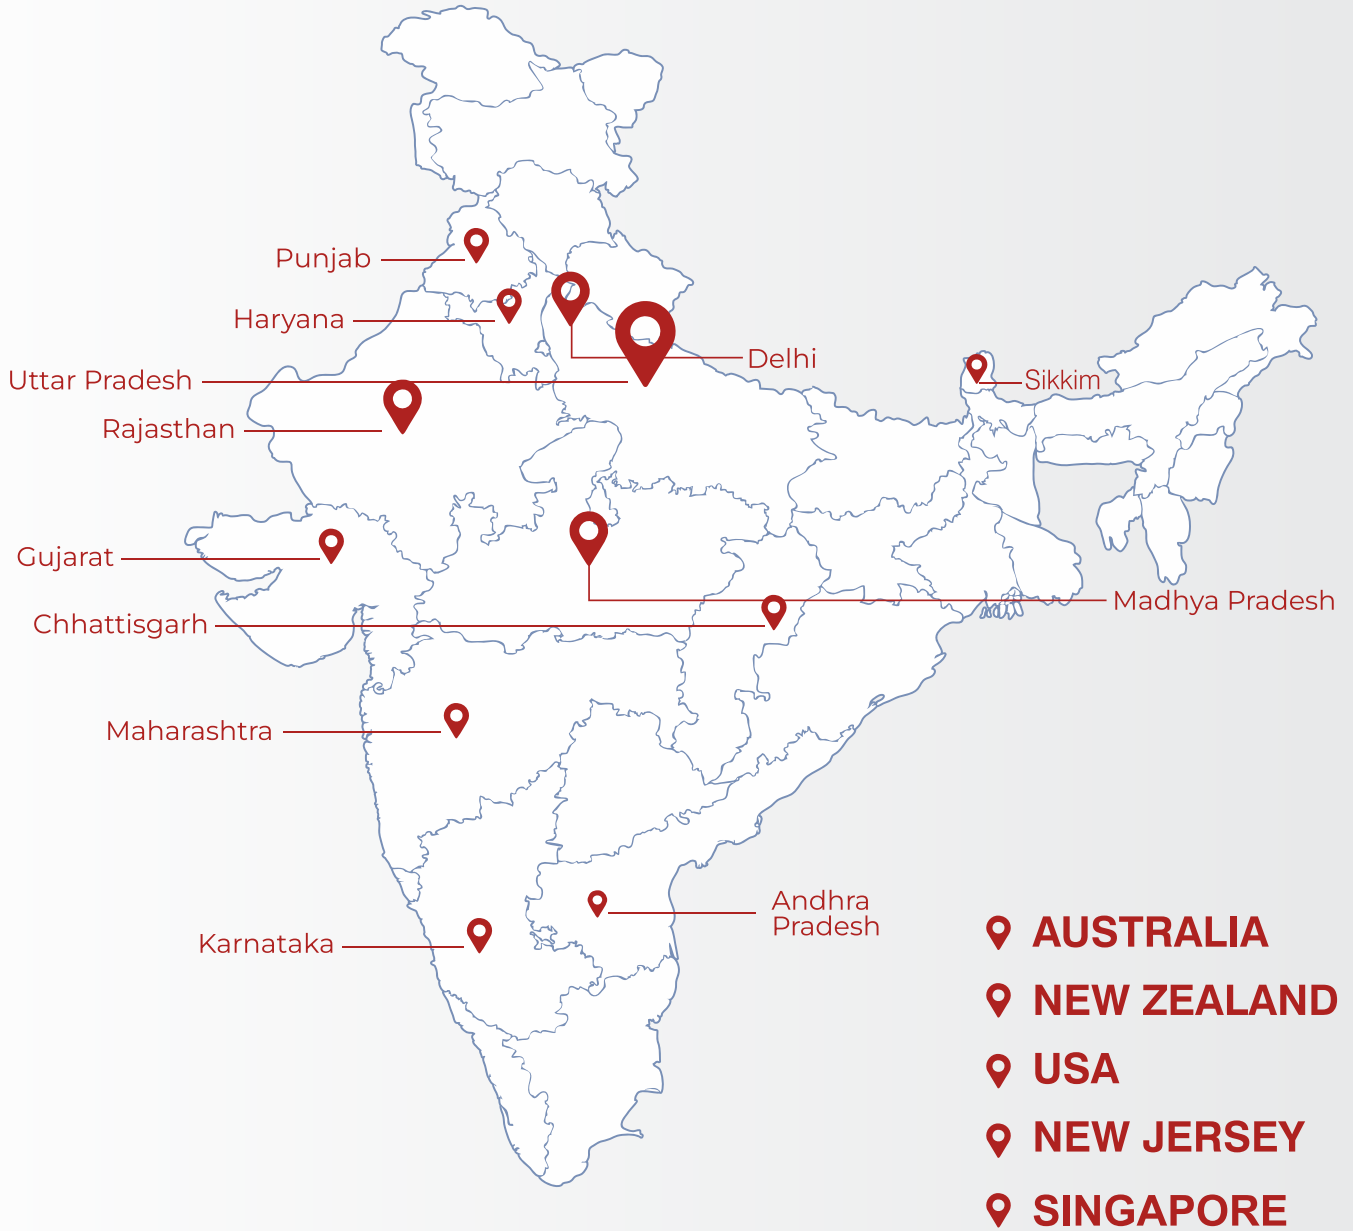 Punjab
Haryana
Delhi
Uttar Pradesh
Sikkim
Rajasthan
Gujarat
Madhya Pradesh
Chhattisgarh
Maharashtra
Andhra
Pradesh
Karnataka
AUSTRALIA
NEW ZEALAND
USA
NEW JERSEY
SINGAPORE